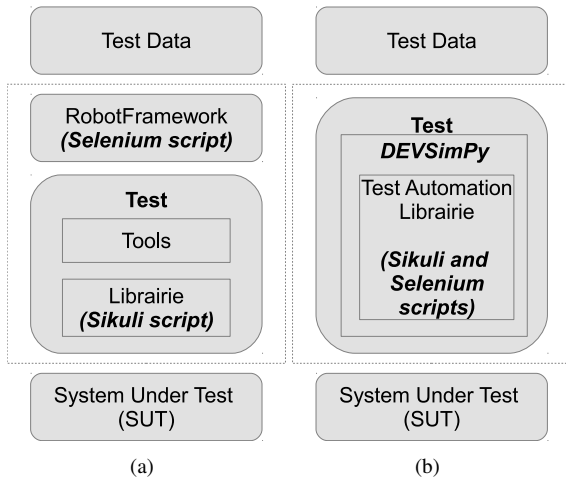 Test Data
RobotFramework
(Selenium script)
Test
Tools
Librairie
(Sikuli script)
System Under Test
(SUT)
(a)
Test Data
Test
DEVSimPy
Test Automation
Librairie
(Sikuli and
Selenium
scripts)
System Under Test
(SUT)
(b)